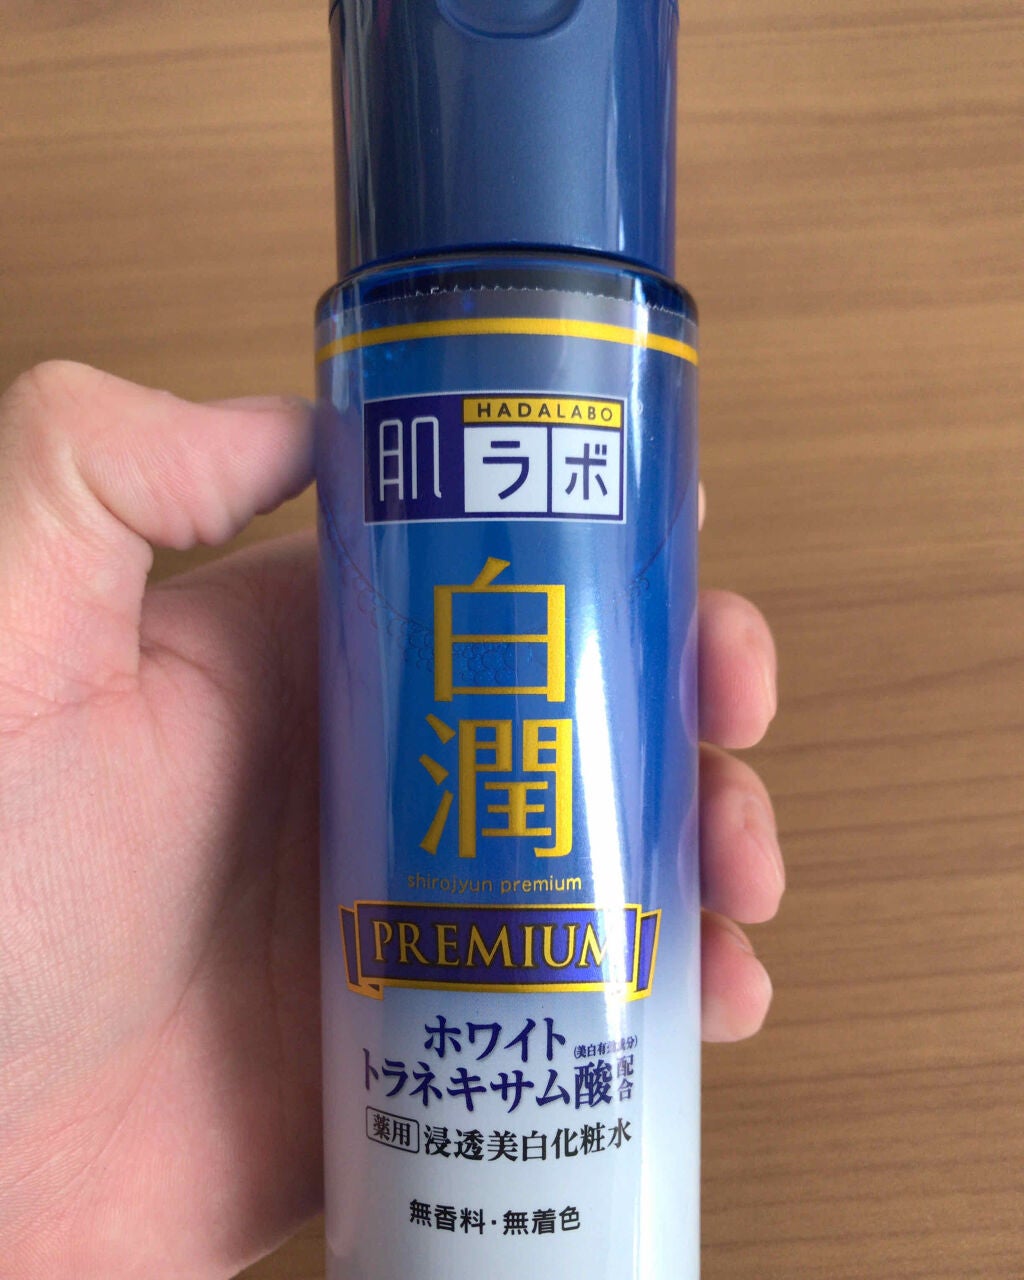 HADALABO
肌ラボ
白潤
shirojyun premium
PREMIUM
ホワイト
(美白有効成分)
トラネキサム酸配合
薬用 浸透美白化粧水
無香料・無着色